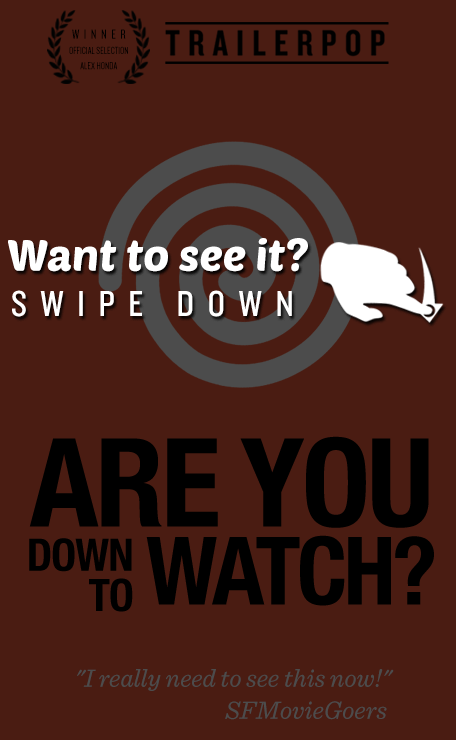 WINNER
OFFICIAL SELECTION
ALEX HONDA
TRAILERPOP
Want to see it?
SWIPE DOWN
ARE YOU
DOWN
TO WATCH?
"I really need to see this now!"
SFMovieGoers